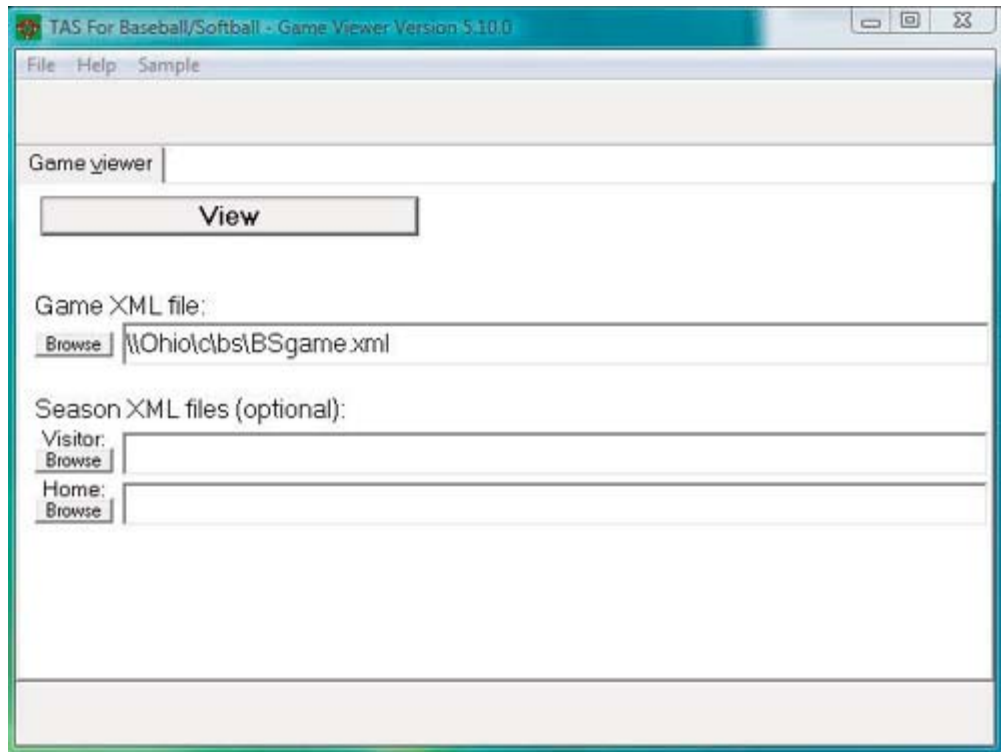 TAS For Baseball/Softball - Game Viewer Version 5.10.0
File Help Sample
Game viewer
View
Game XML file:
Browse \\Ohio\c\bs\BSgame.xml
Season XML files (optional):
Visitor:
Browse
Home:
Browse